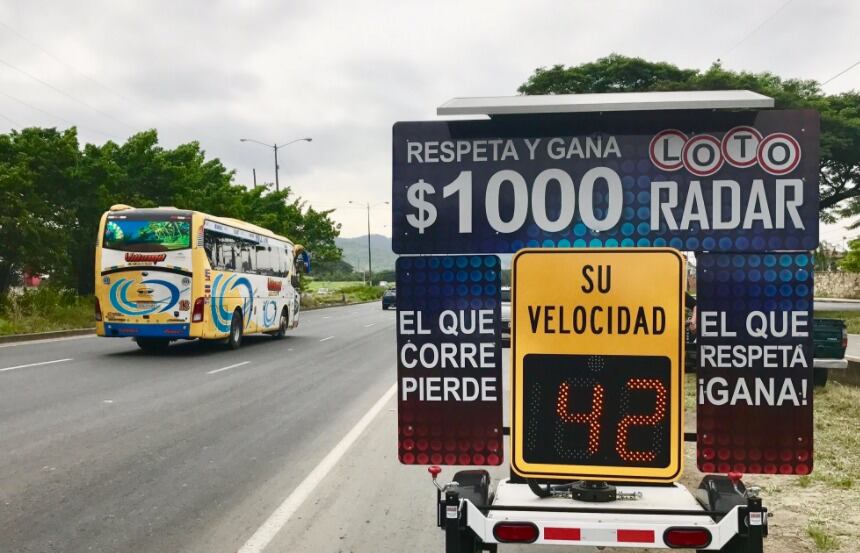 RESPETA Y GANA
$1000
LOTO
RADAR
EL QUE
CORRE
PIERDE
SU
VELOCIDAD
42
EL QUE
RESPETA
¡GANA!